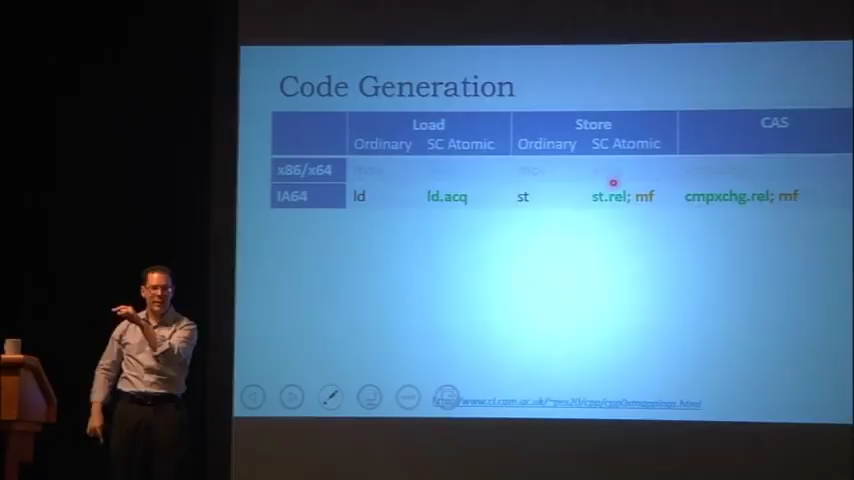 Code Generation
Load Store CAS
Ordinary SC Atomic Ordinary SC Atomic
x86/x64
IA64 ld ld.acq st st.rel; mf cmpxchg.rel; mf